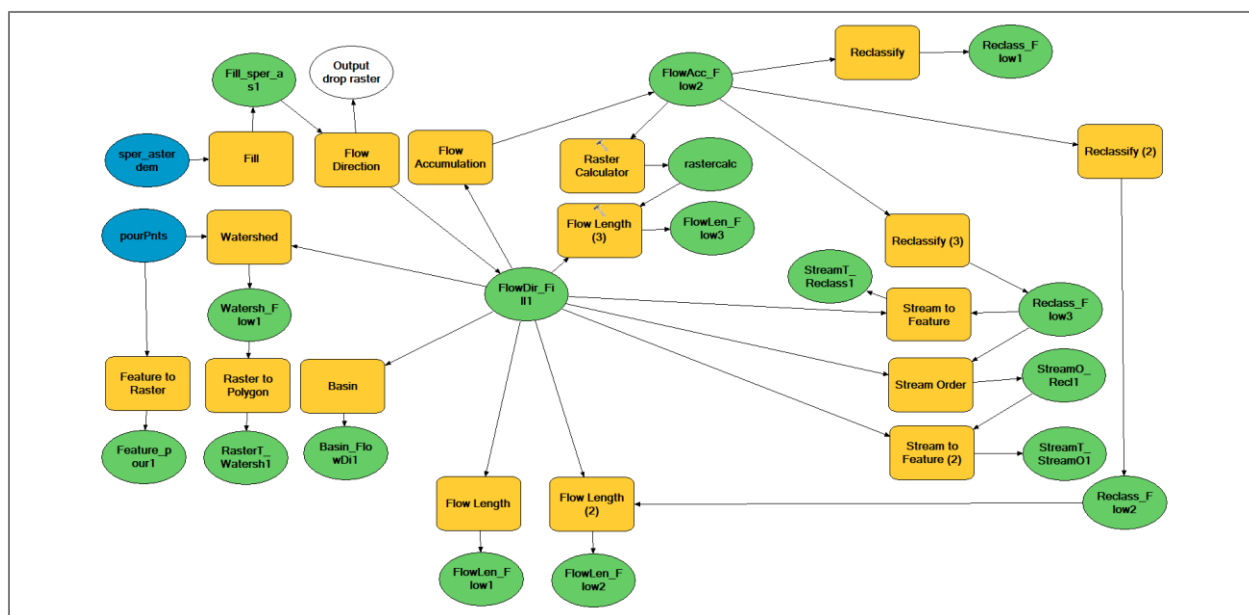 Output
drop raster
Fill_sper_a
s1
Reclassify
Reclass_F
low1
FlowAcc_F
low2
sper_aster
dem
Fill
Flow
Direction
Flow
Accumulation
Raster
Calculator
rastercalc
Reclassify (2)
pourPnts
Watershed
Flow Length
(3)
FlowLen_F
low3
Reclassify (3)
StreamT_
Reclass1
FlowDir_Fi
ll1
Watersh_F
low1
Stream to
Feature
Reclass_F
low3
Feature to
Raster
Raster to
Polygon
Basin
Stream Order
StreamO_
Recl1
Feature_p
our1
RasterT_
Watersh1
Basin_Flo
wDi1
Stream to
Feature (2)
StreamT_
StreamO1
Flow Length
Flow Length
(2)
Reclass_F
low2
FlowLen_F
low1
FlowLen_F
low2